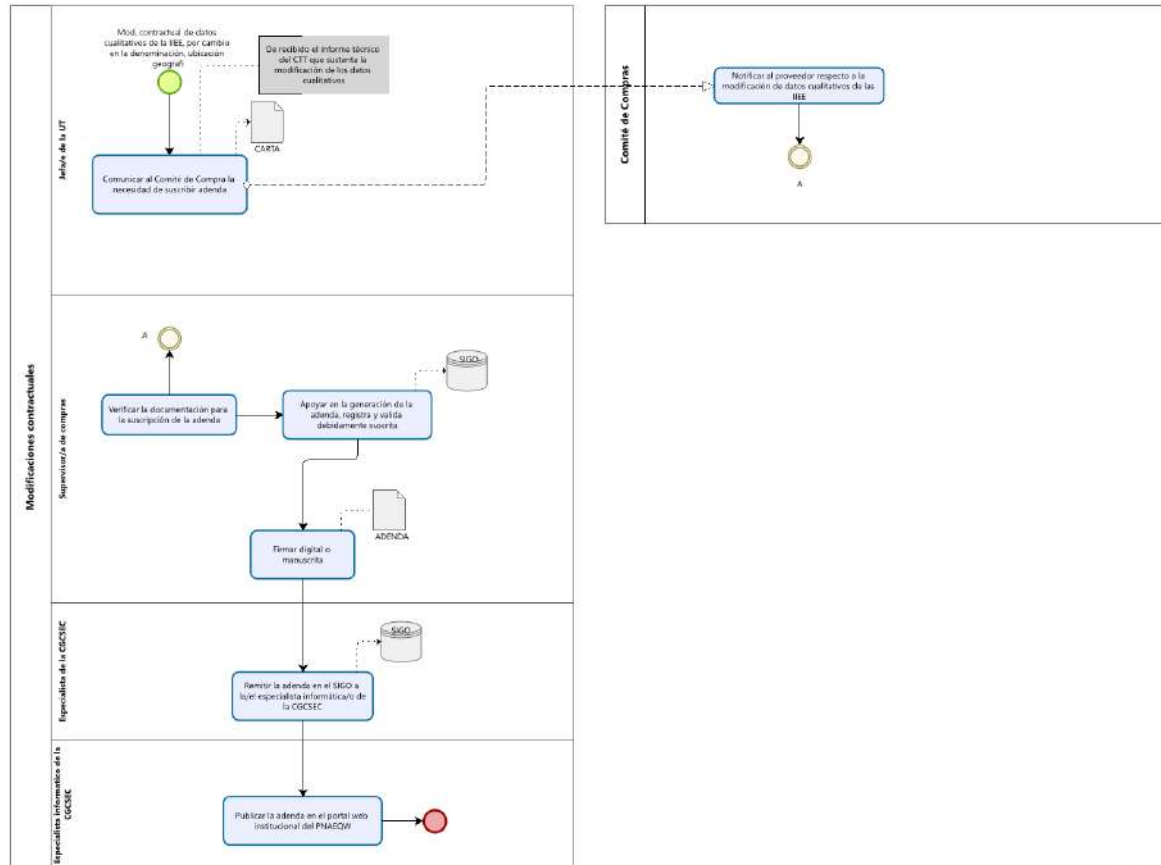 Modificaciones contractuales
Jefa/e de la UT
Mod. contractual de datos
cualitativos de la IIEE, por cambio
en la denominación, ubicación
geografi
De recibido el informe técnico
del CTT que sustenta la
modificación de los datos
cualitativos
CARTA
Comunicar al Comité de Compra la
necesidad de suscribir adenda
Comité de Compras
Notificar al proveedor respecto a la
modificación de datos cualitativos de las
IIEE
A
Supervisor/a de compras
A
SIGO
Verificar la documentación para
la suscripción de la adenda
Apoyar en la generación de la
adenda, registra y valida
debidamente suscrita
ADENDA
Firmar digital o
manuscrita
Especialista de la CGCSEC
SIGO
Remitir la adenda en el SIGO a
la/el especialista informática/o de
la CGCSEC
Especialista informatico de la
CGCSEC
Publicar la adenda en el portal web
institucional del PNAEQW